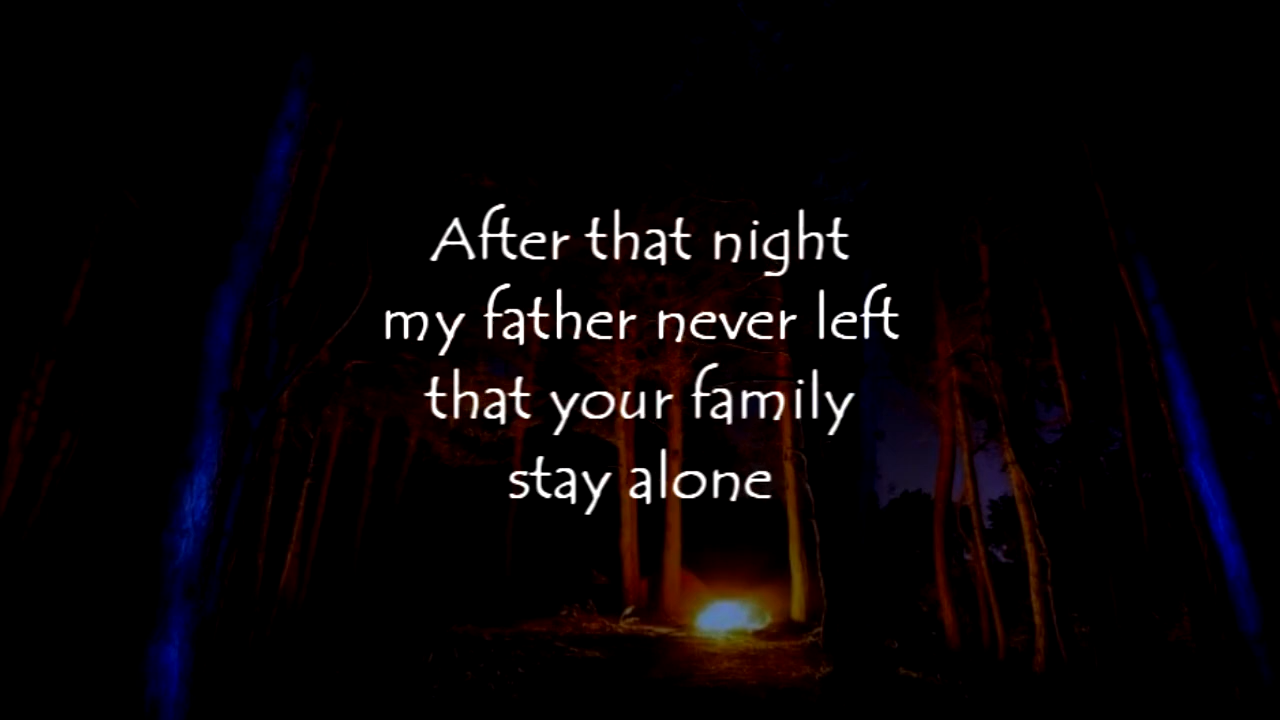 After that night
my father never left
that your family
stay alone